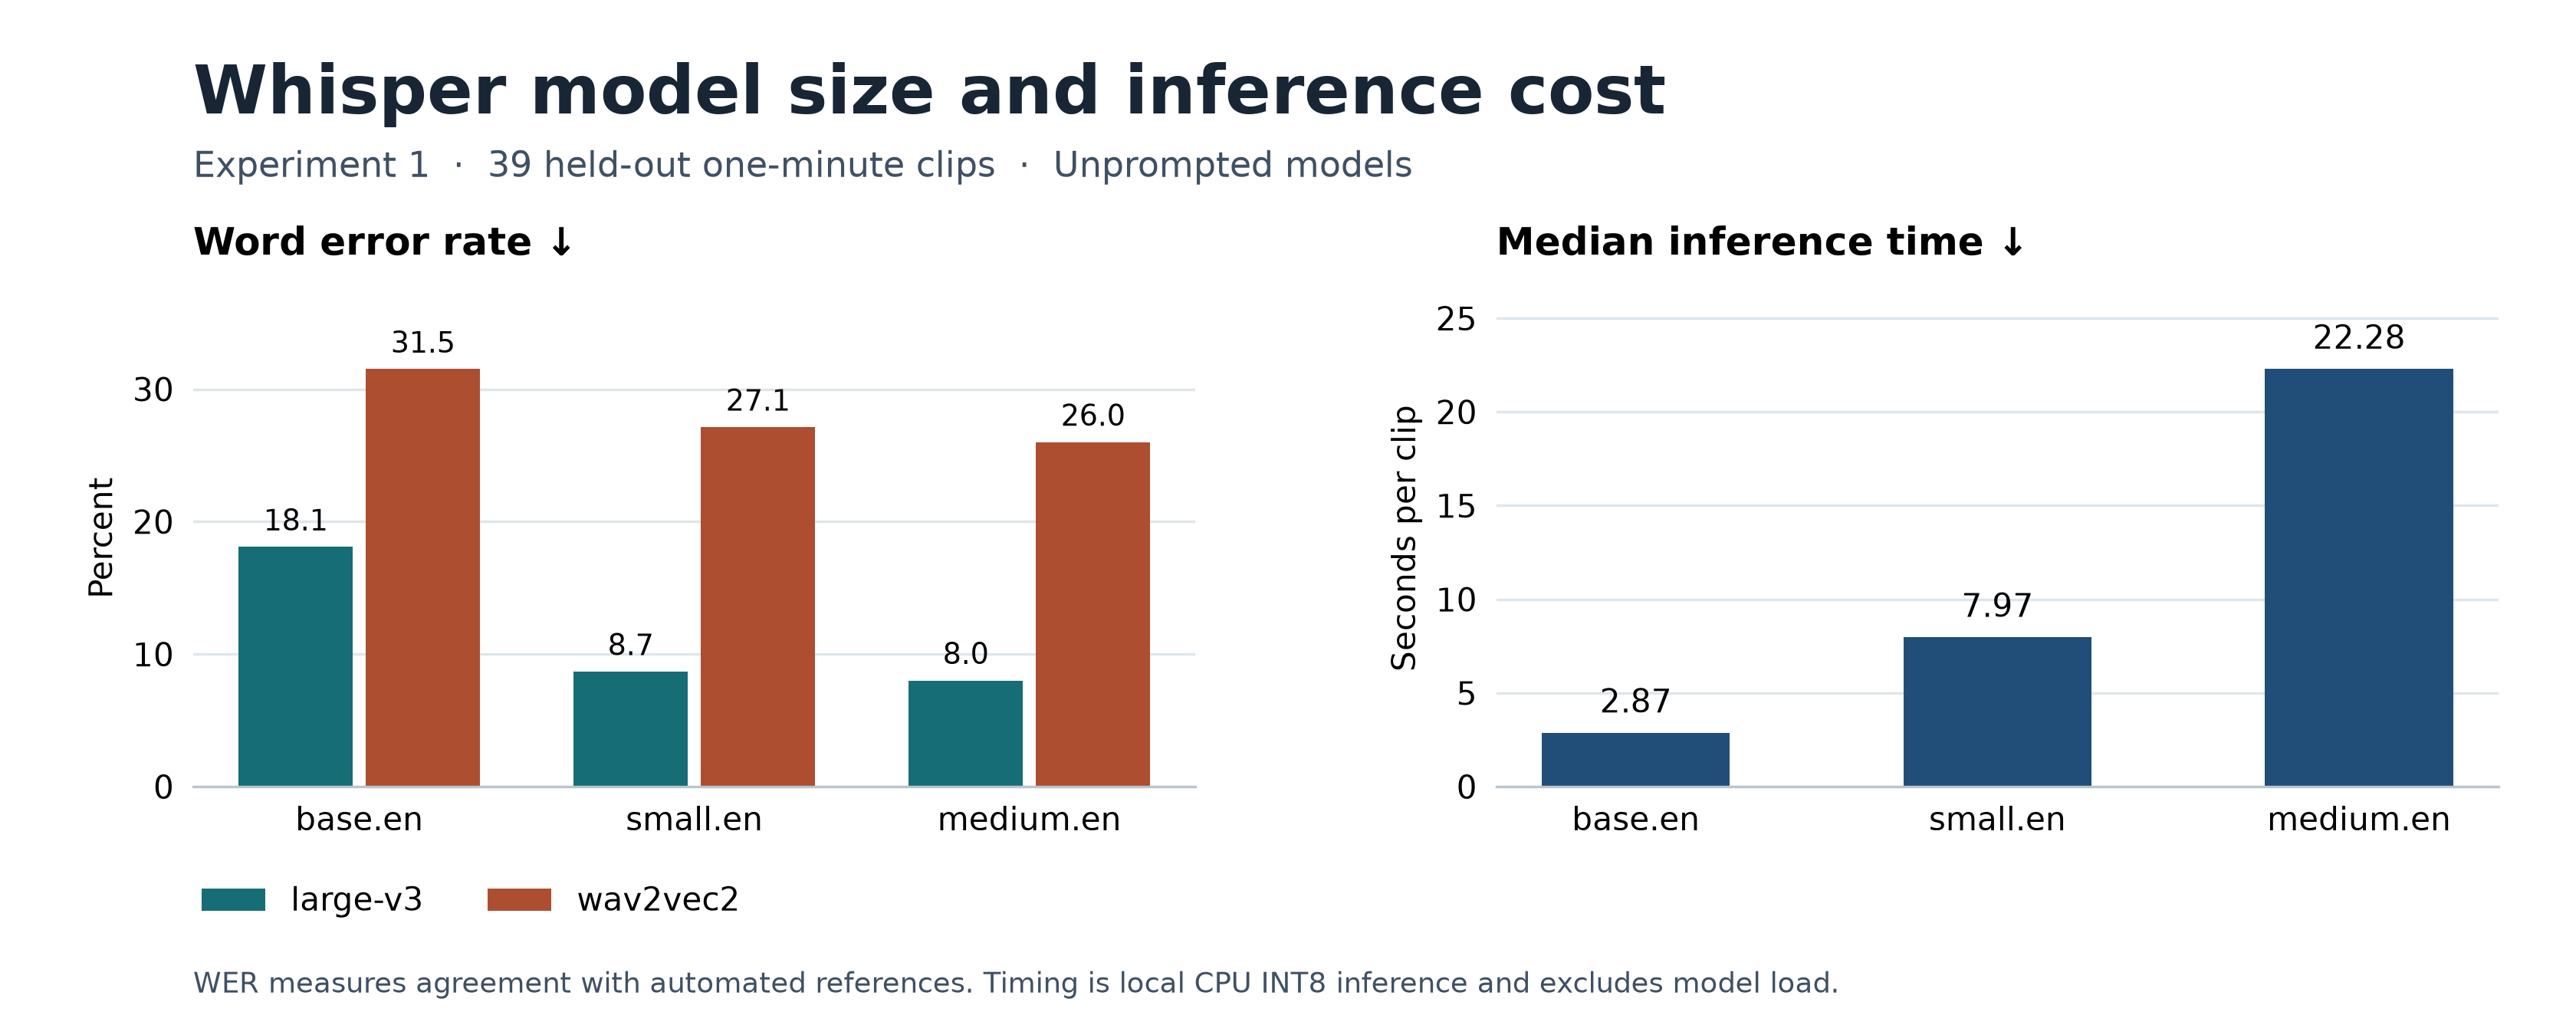 Whisper model size and inference cost
Experiment 1 · 39 held-out one-minute clips · Unprompted models
Word error rate ↓
Percent
30
20
10
0
31.5
18.1
27.1
8.7
26.0
8.0
base.en
small.en
medium.en
large-v3
wav2vec2
Median inference time ↓
Seconds per clip
25
20
15
10
5
0
2.87
7.97
22.28
base.en
small.en
medium.en
WER measures agreement with automated references. Timing is local CPU INT8 inference and excludes model load.